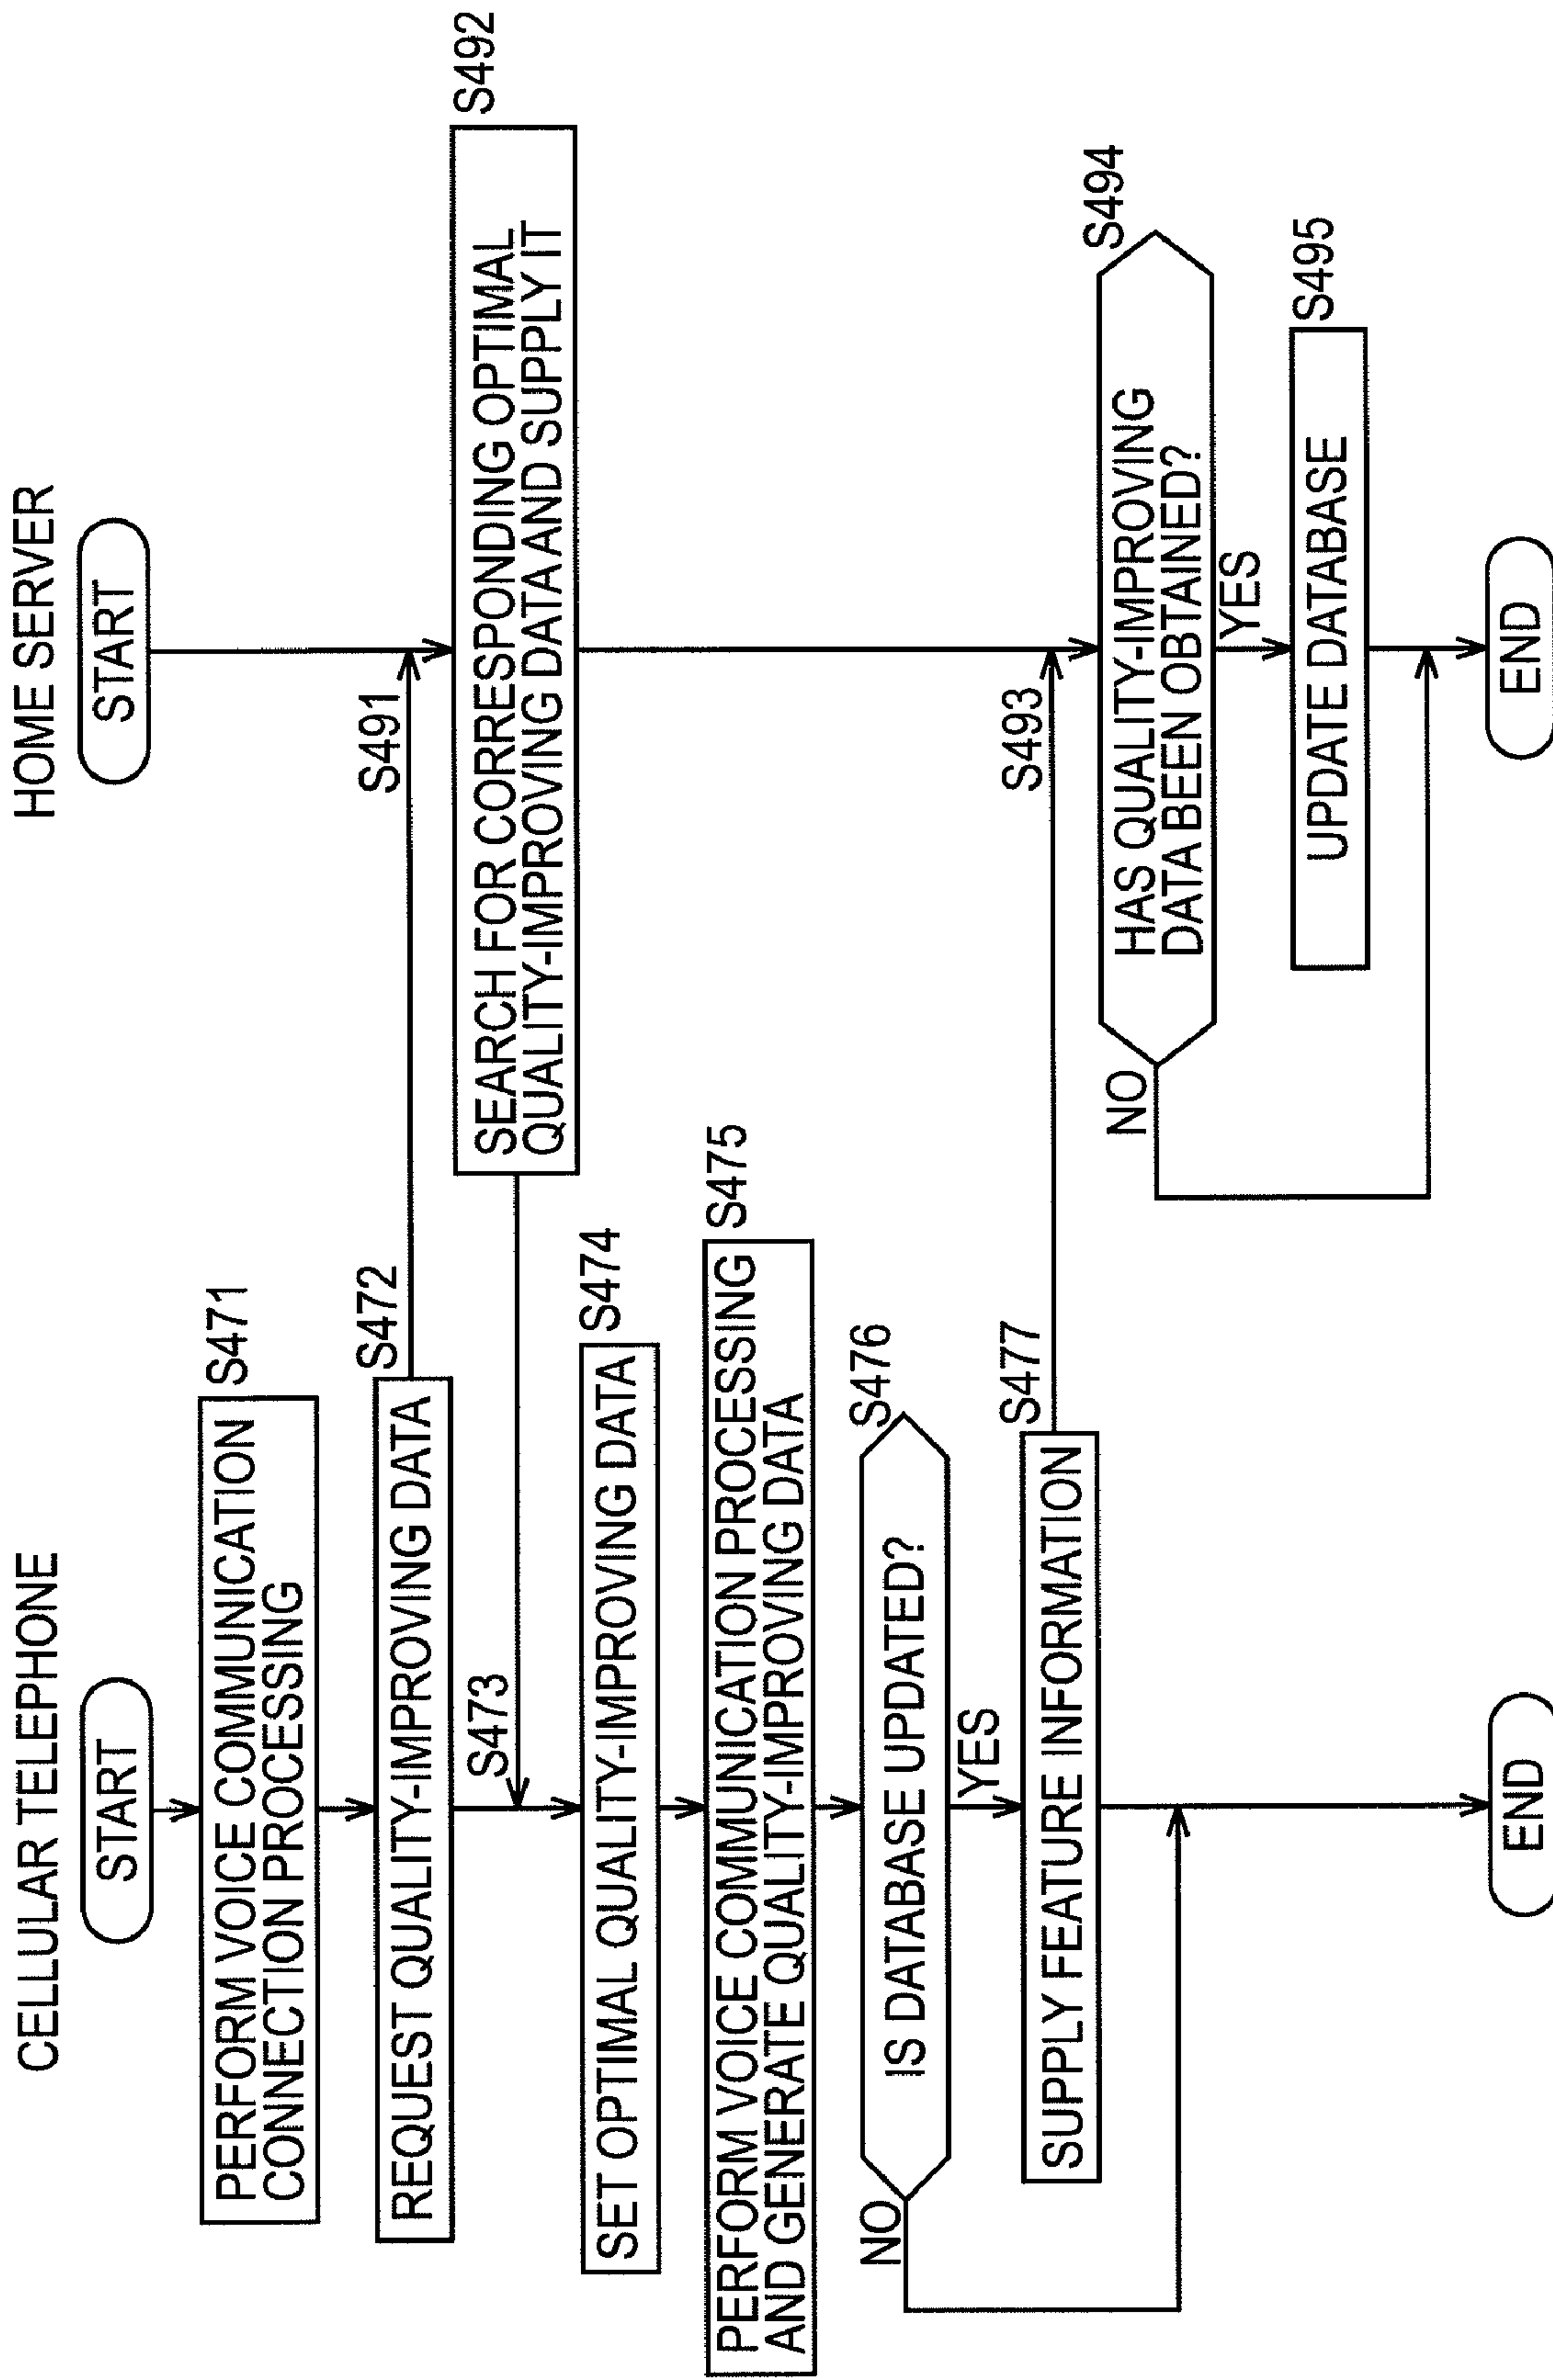 CELLULAR TELEPHONE
START
PERFORM VOICE COMMUNICATION
CONNECTION PROCESSING
S471
REQUEST QUALITY-IMPROVING DATA
S472
S473
SET OPTIMAL QUALITY-IMPROVING DATA
S474
PERFORM VOICE COMMUNICATION PROCESSING
AND GENERATE QUALITY-IMPROVING DATA
S475
IS DATABASE UPDATED?
S476
NO
YES
SUPPLY FEATURE INFORMATION
S477
END
HOME SERVER
START
S491
SEARCH FOR CORRESPONDING OPTIMAL
QUALITY-IMPROVING DATA AND SUPPLY IT
S492
S493
HAS QUALITY-IMPROVING
DATA BEEN OBTAINED?
S494
NO
YES
UPDATE DATABASE
S495
END